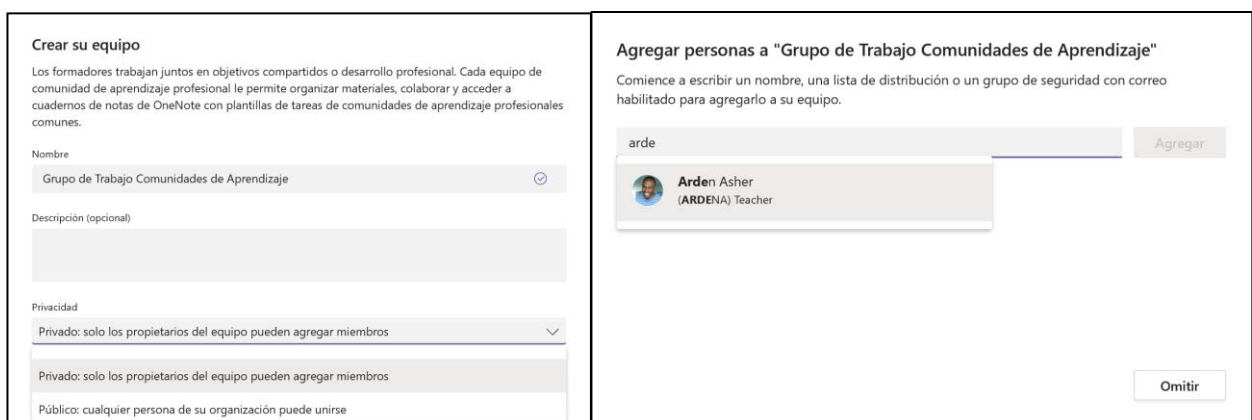 Crear su equipo
Los formadores trabajan juntos en objetivos compartidos o desarrollo profesional. Cada equipo de
comunidad de aprendizaje profesional le permite organizar materiales, colaborar y acceder a
cuadernos de notas de OneNote con plantillas de tareas de comunidades de aprendizaje profesionales
comunes.
Nombre
Grupo de Trabajo Comunidades de Aprendizaje
Descripción (opcional)
Privacidad
Privado: solo los propietarios del equipo pueden agregar miembros
Privado: solo los propietarios del equipo pueden agregar miembros
Público: cualquier persona de su organización puede unirse
Agregar personas a "Grupo de Trabajo Comunidades de Aprendizaje"
Comience a escribir un nombre, una lista de distribución o un grupo de seguridad con correo
habilitado para agregarlo a su equipo.
arde
Agregar
Arden Asher
(ARDENA) Teacher
Omitir